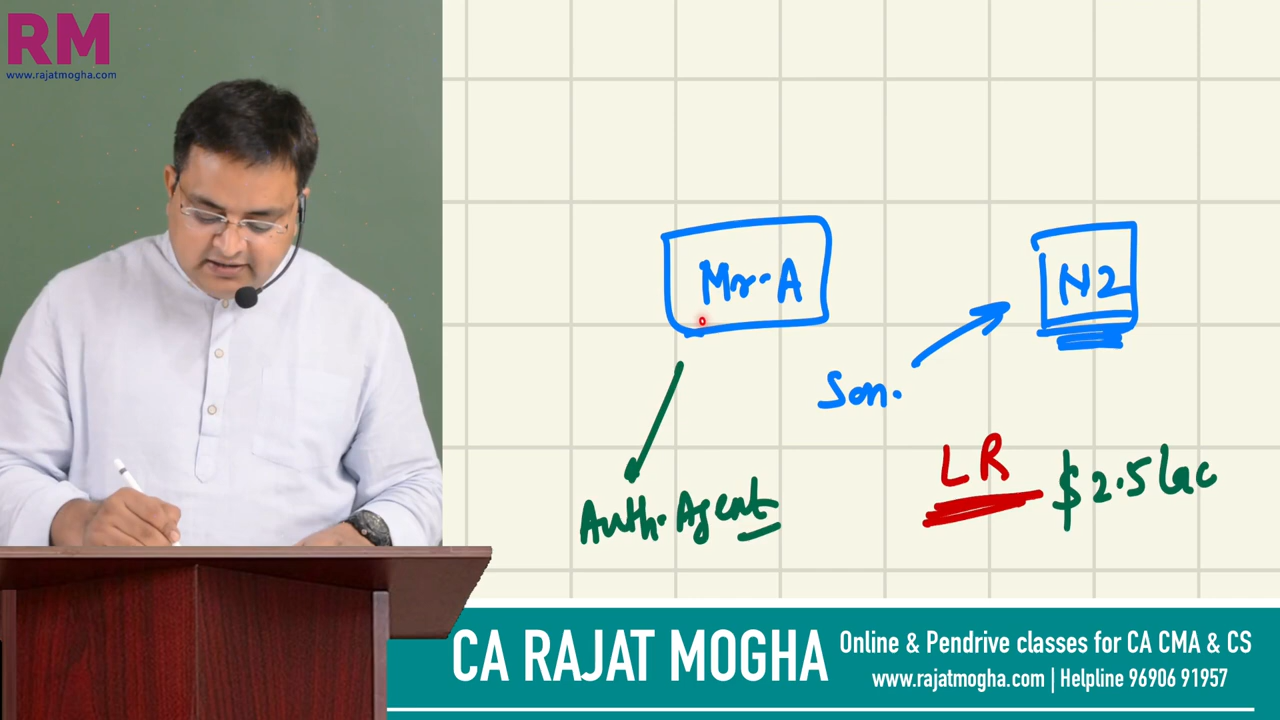 RM
www.rajatmogha.com
Mr. A
NZ
Son.
LR
$2.5 lac
Auth. Agent
CA RAJAT MOGHA
Online & Pendrive classes for CA CMA & CS
www.rajatmogha.com | Helpline 96906 91957